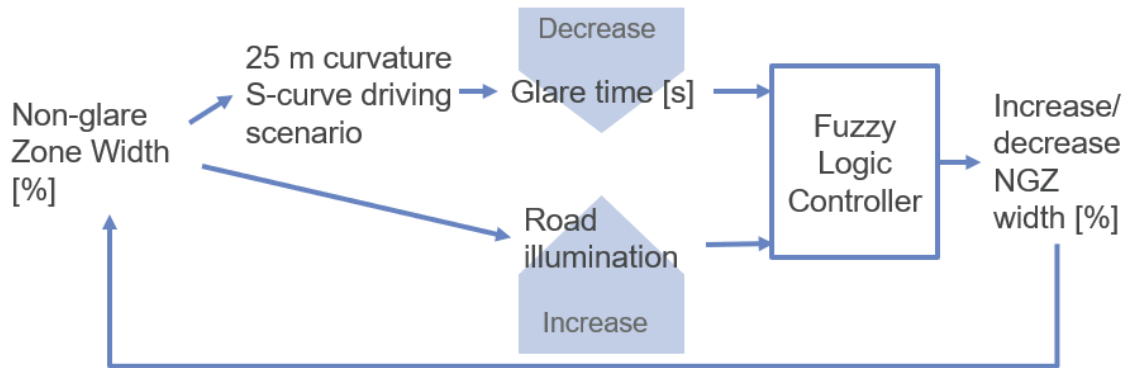 Non-glare
Zone Width
[%]
25 m curvature
S-curve driving
scenario
Decrease
Glare time [s]
Road
illumination
Increase
Fuzzy
Logic
Controller
Increase/
decrease
NGZ
width [%]